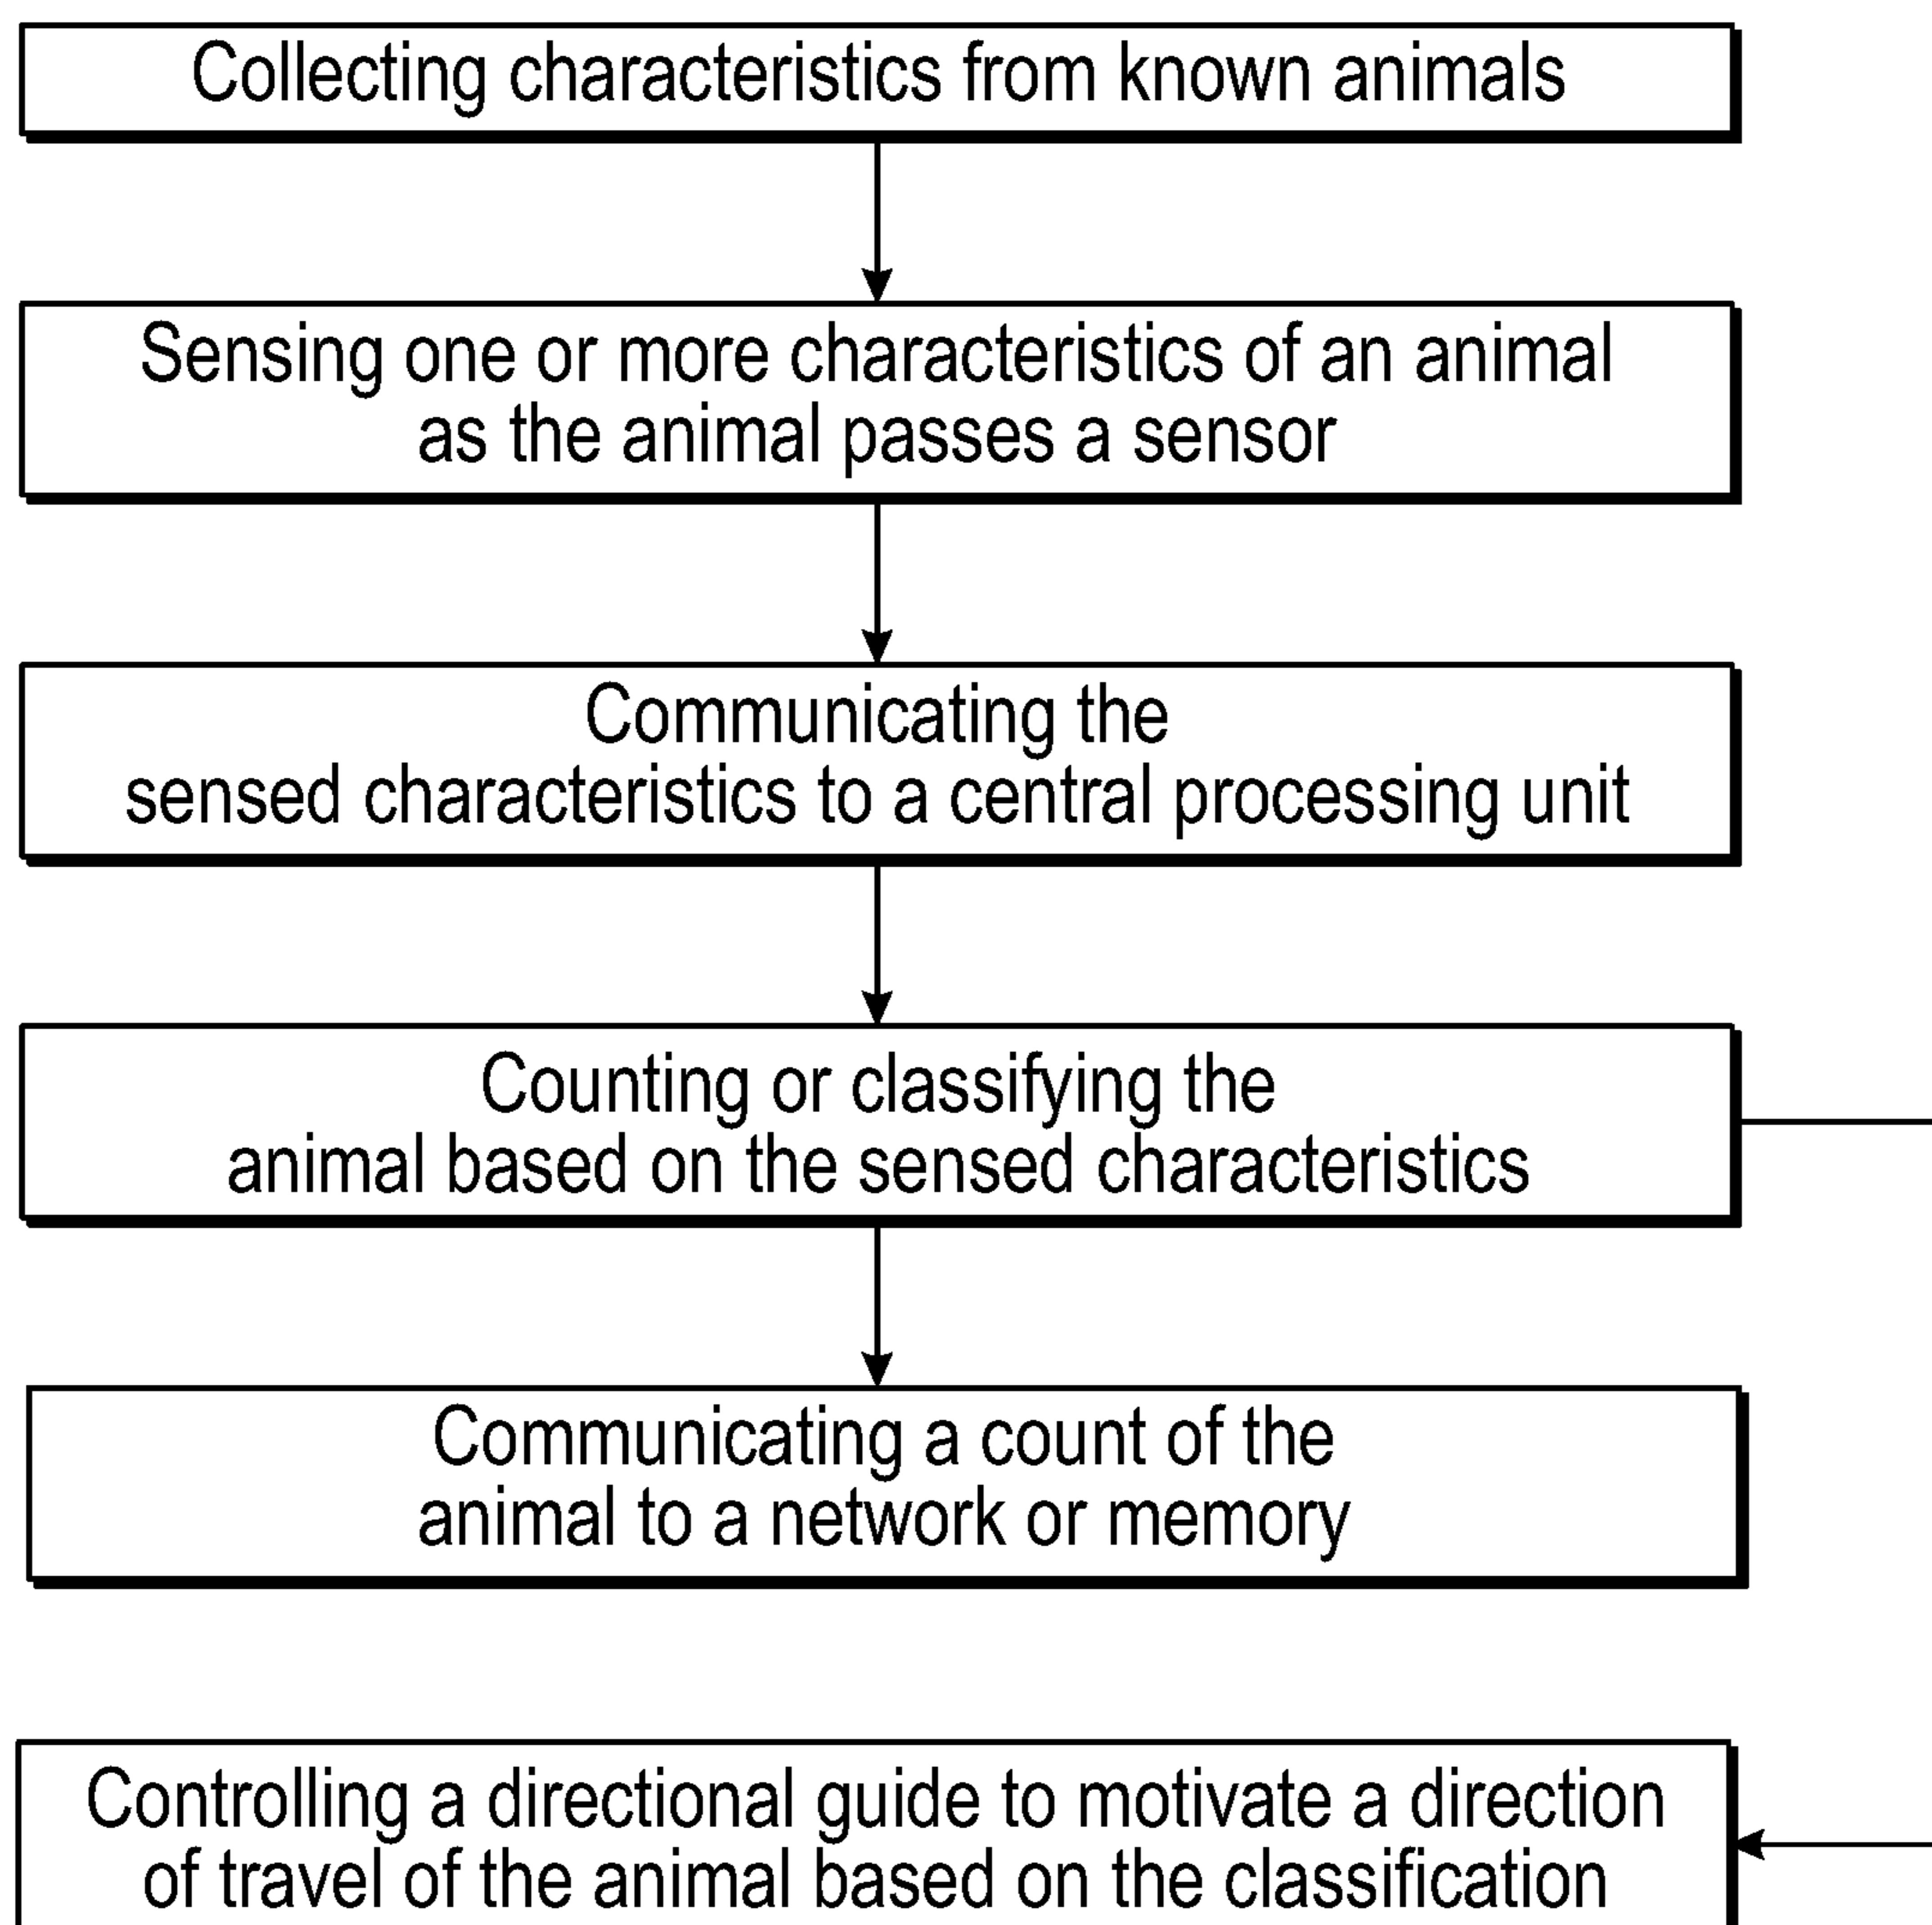 Collecting characteristics from known animals
Sensing one or more characteristics of an animal
as the animal passes a sensor
Communicating the
sensed characteristics to a central processing unit
Counting or classifying the
animal based on the sensed characteristics
Communicating a count of the
animal to a network or memory
Controlling a directional guide to motivate a direction
of travel of the animal based on the classification